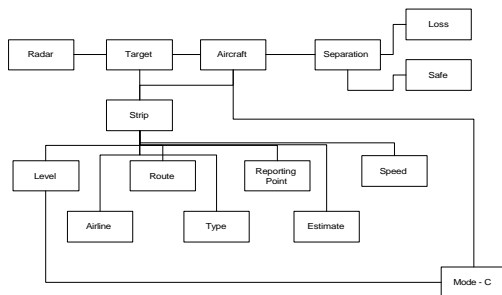 Loss
Radar
Target
Aircraft
Separation
Safe
Strip
Level
Route
Reporting
Point
Speed
Airline
Type
Estimate
Mode - C